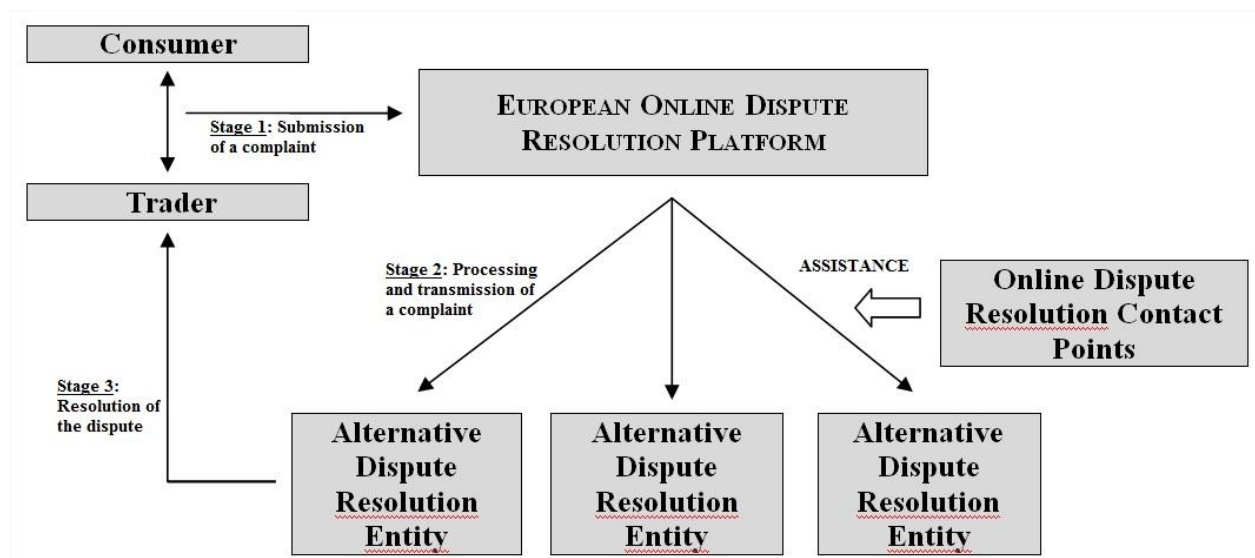 Consumer
Stage 1: Submission
of a complaint
EUROPEAN ONLINE DISPUTE
RESOLUTION PLATFORM
Trader
Stage 2: Processing
and transmission of
a complaint
ASSISTANCE
Online Dispute
Resolution Contact
Points
Stage 3:
Resolution of
the dispute
Alternative
Dispute
Resolution
Entity
Alternative
Dispute
Resolution
Entity
Alternative
Dispute
Resolution
Entity